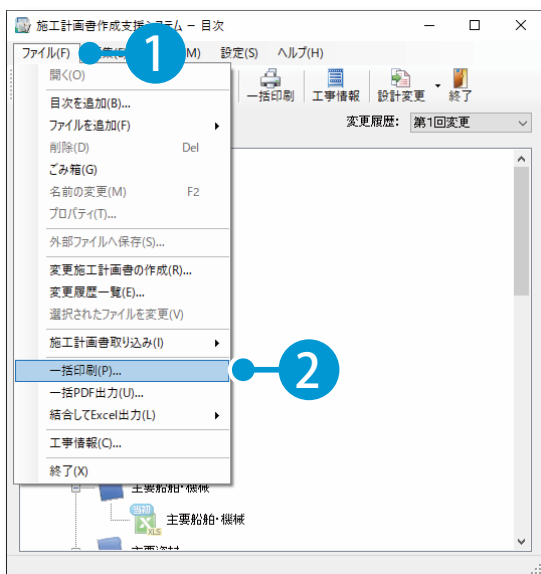 施工計画書作成支援システム － 目次
ファイル(F) (M) 設定(S) ヘルプ(H)
1
一括印刷 工事情報 設計変更 終了
変更履歴: 第1回変更
開く(O)
目次を追加(B)...
ファイルを追加(F)
削除(D) Del
ごみ箱(G)
名前の変更(M) F2
プロパティ(T)...
外部ファイルへ保存(S)...
変更施工計画書の作成(R)...
変更履歴一覧(E)...
選択されたファイルを変更(V)
施工計画書取り込み(I)
一括印刷(P)...
2
一括PDF出力(U)...
結合してExcel出力(L)
工事情報(C)...
終了(X)
主要船舶・機械
当初
XLS
主要船舶・機械
主要資材